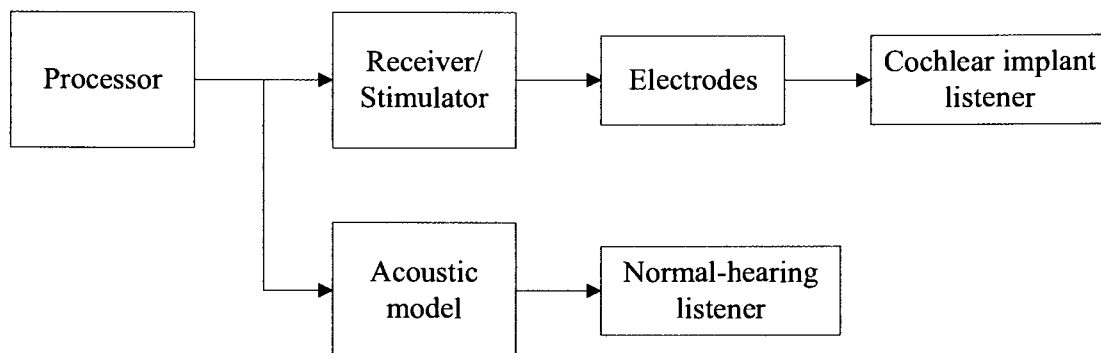 Processor
Receiver/
Stimulator
Electrodes
Cochlear implant
listener
Acoustic
model
Normal-hearing
listener